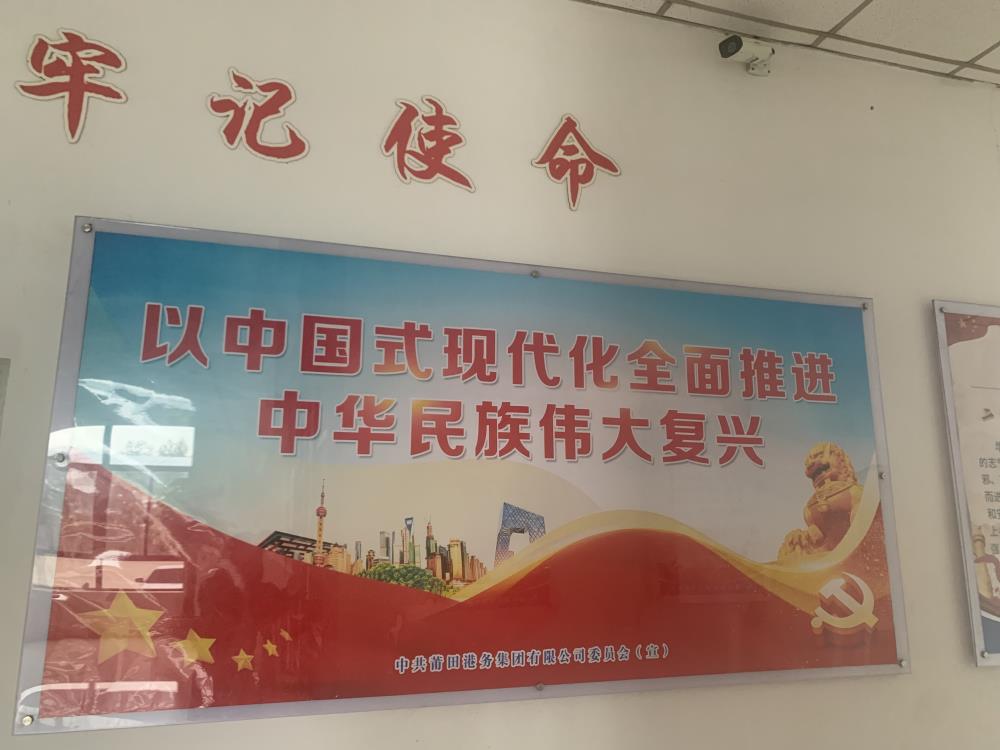 牢记使命
以中国式现代化全面推进
中华民族伟大复兴
中共莆田港务集团有限公司委员会（宣）